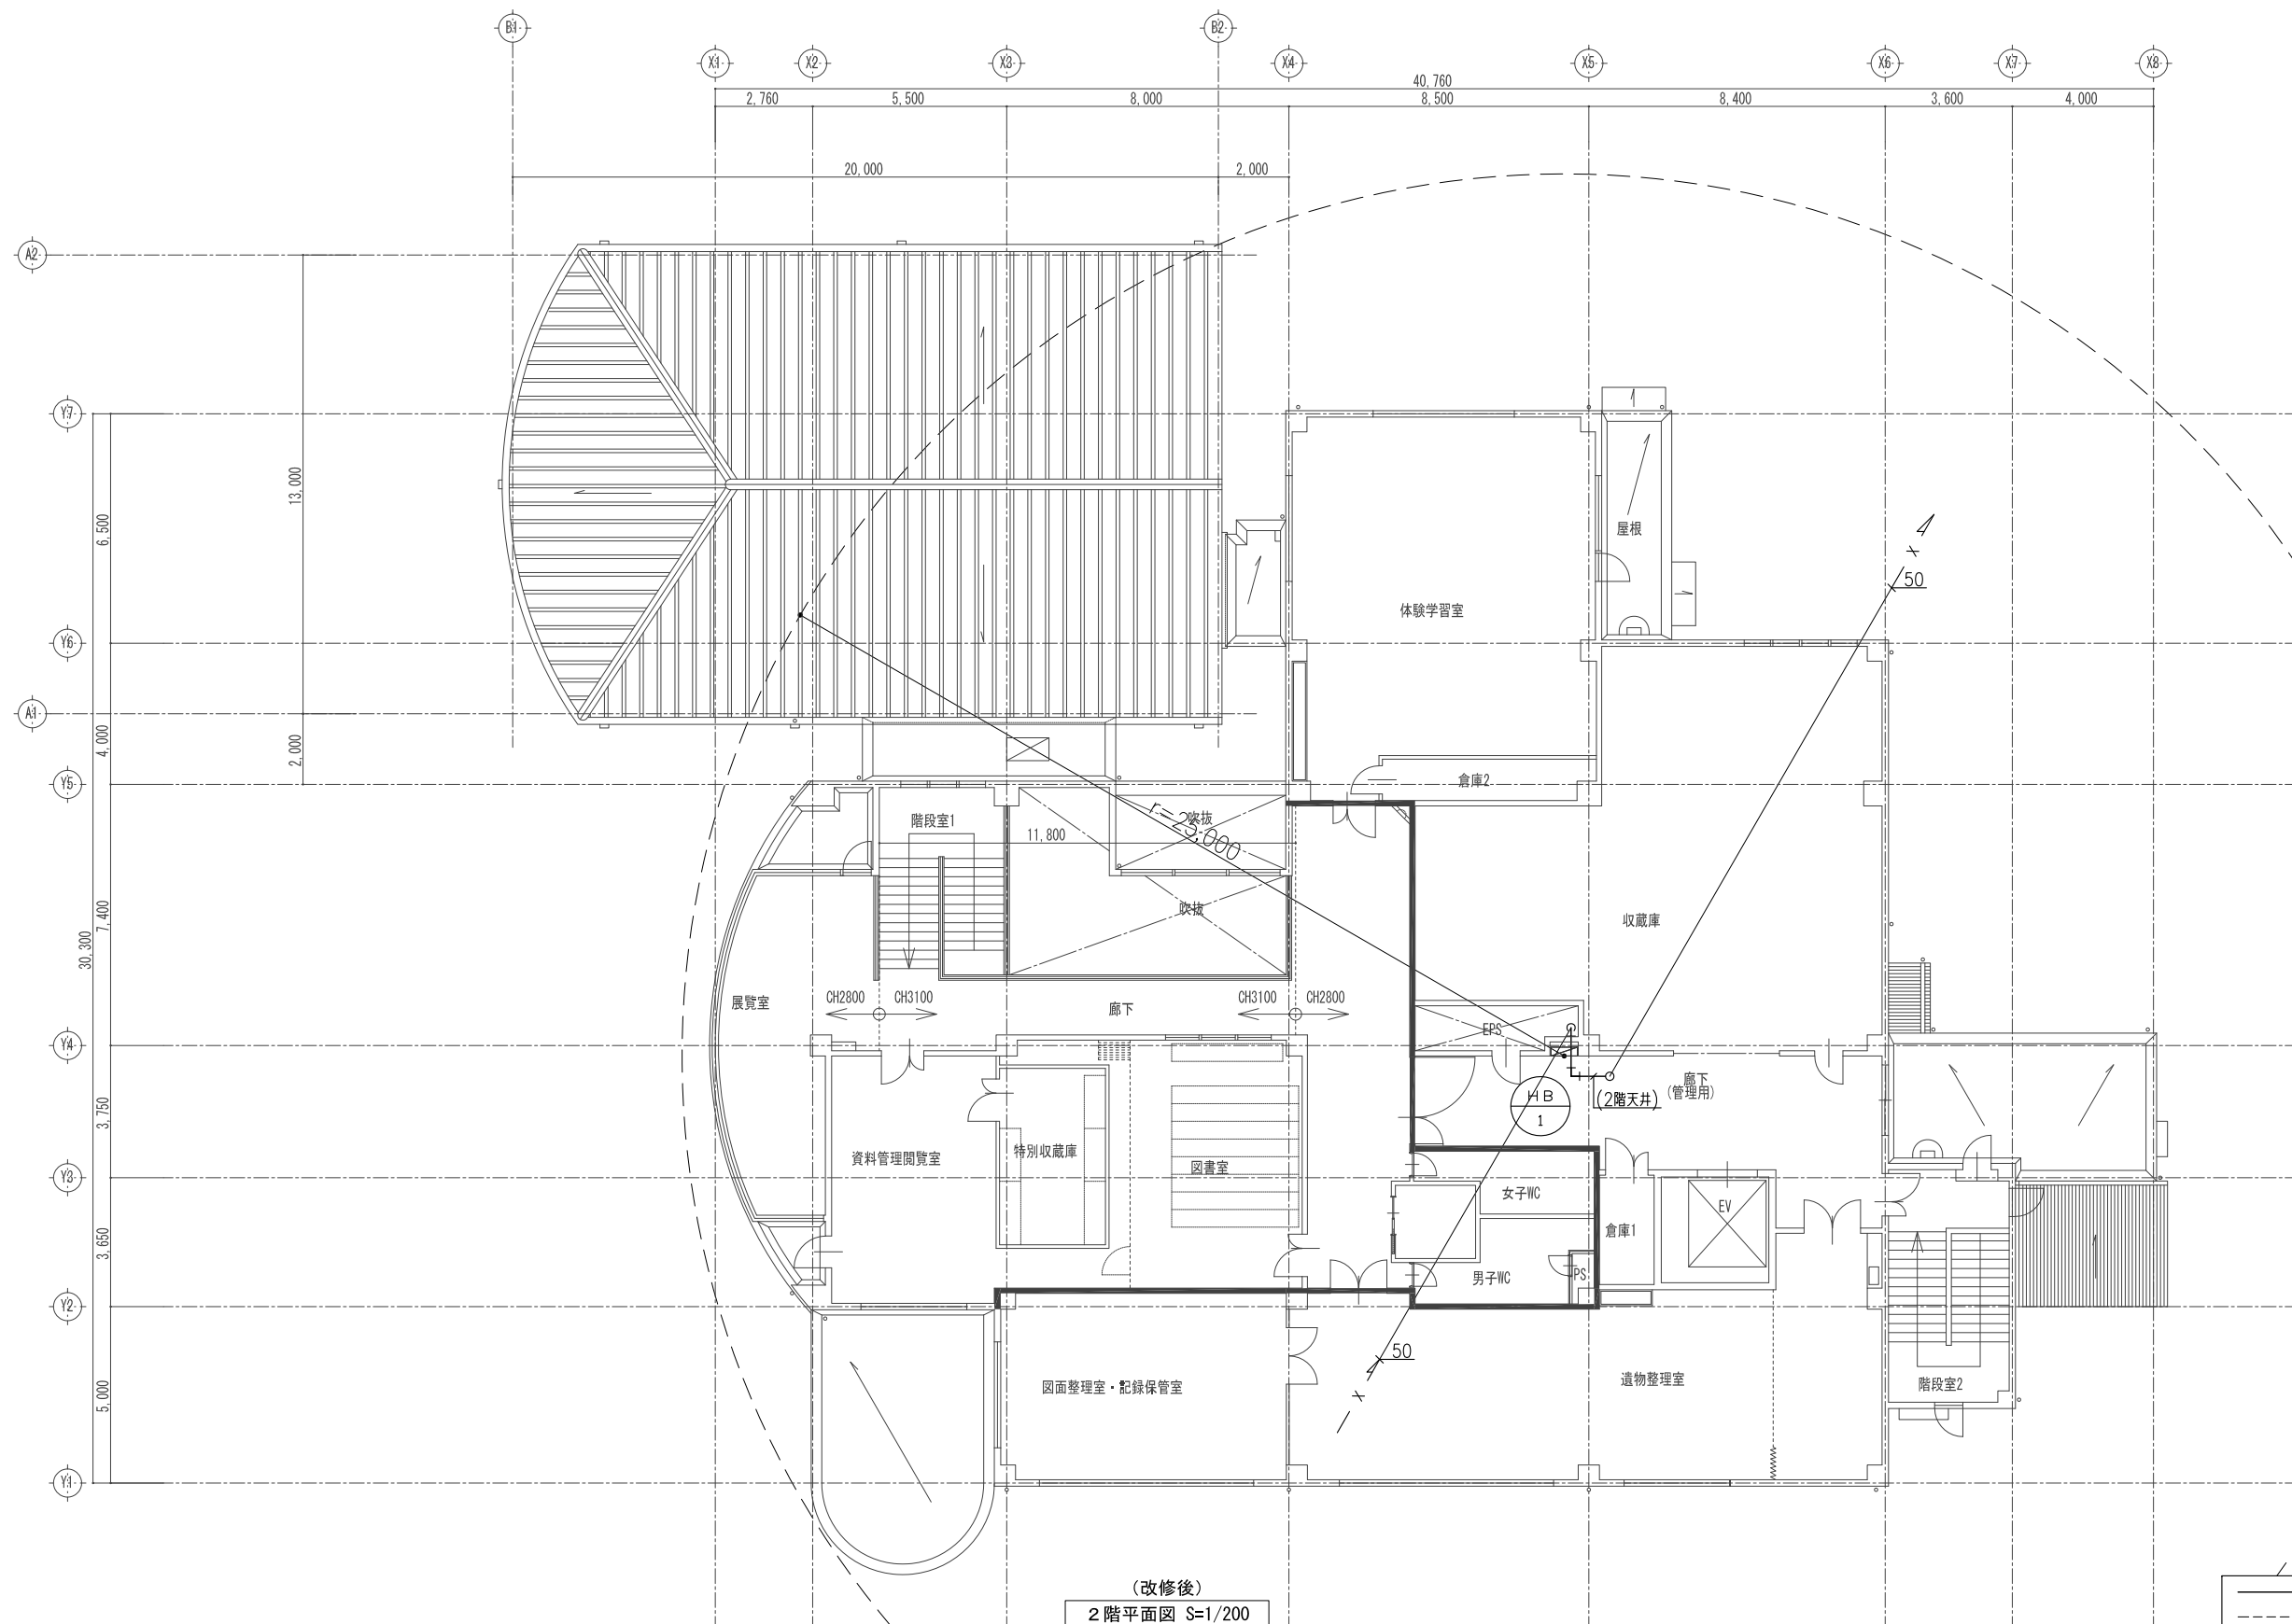 B1
B2
X1
X2
X3
X4
X5
X6
X7
X8
40,760
2,760
5,500
8,000
8,500
8,400
3,600
4,000
20,000
2,000
A2
Y7
13,000
6,500
屋根
50
体験学習室
Y6
A1
4,000
2,000
Y5
倉庫2
階段室1
吹抜
11,800
r=25,000
7,400
吹抜
収蔵庫
30,300
展覧室
CH2800
CH3100
廊下
CH3100
CH2800
EPS
Y4
廊下
(管理用)
HB
1
(2階天井)
3,750
資料管理閲覧室
特別収蔵庫
図書室
Y3
女子WC
EV
倉庫1
3,650
男子WC
PS
Y2
50
図面整理室・記録保管室
遺物整理室
階段室2
5,000
Y1
(改修後)
2階平面図 S=1/200